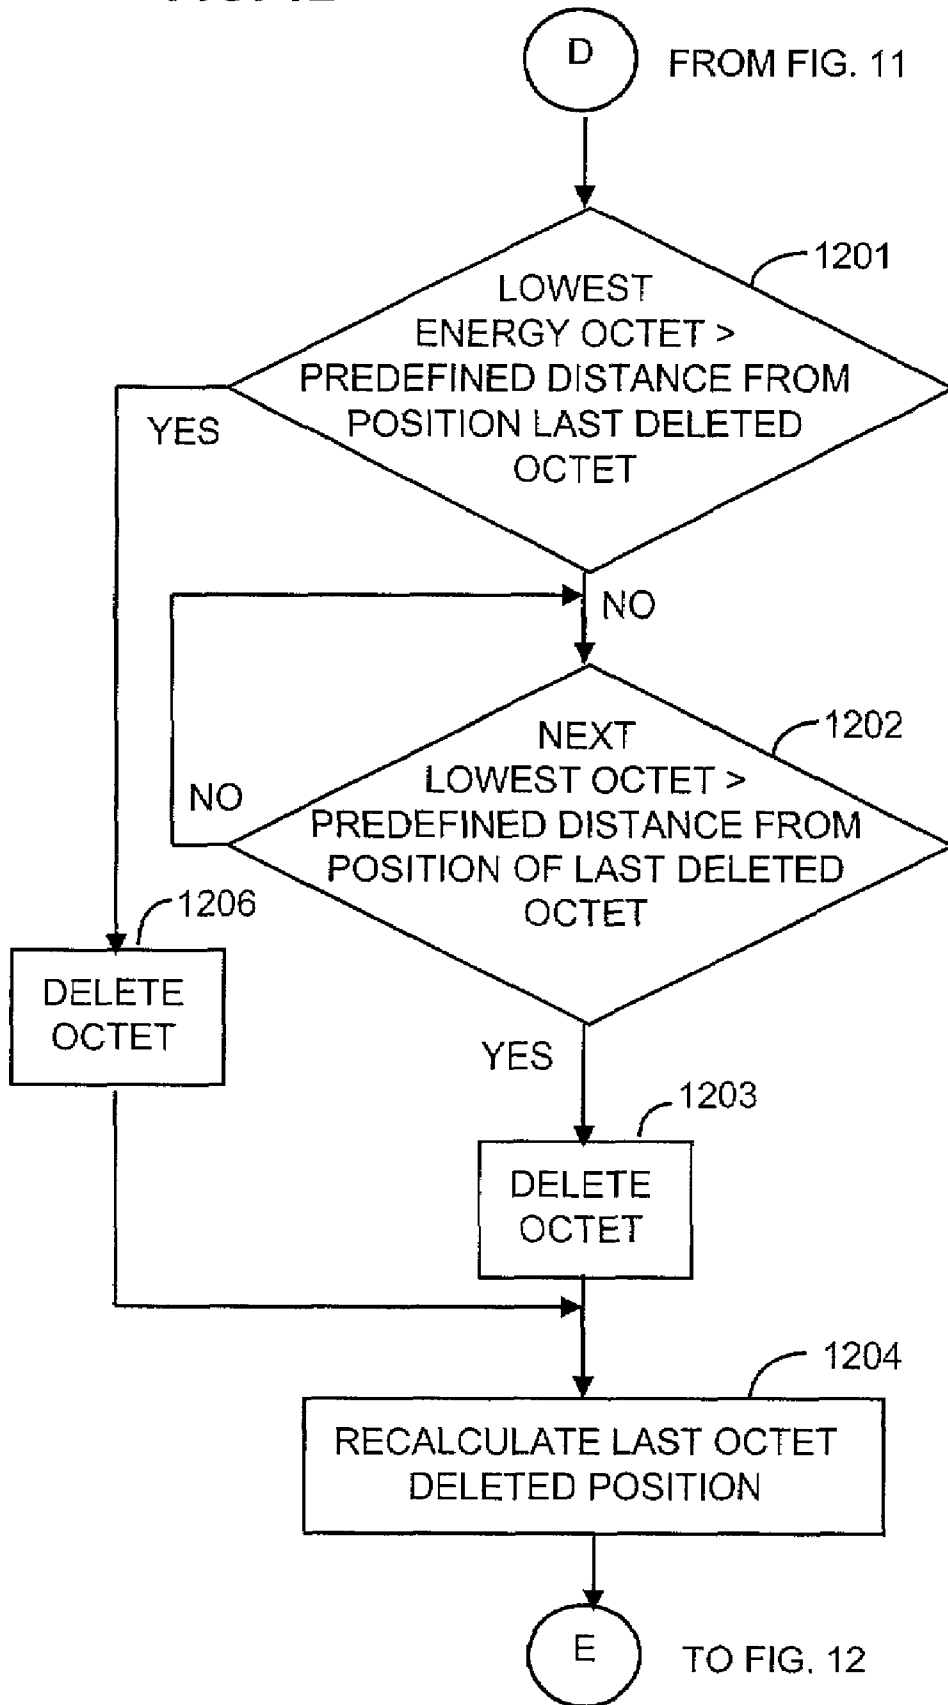 D
FROM FIG. 11
1201
LOWEST
ENERGY OCTET >
PREDEFINED DISTANCE FROM
POSITION LAST DELETED
OCTET
YES
NO
1202
NEXT
LOWEST OCTET >
PREDEFINED DISTANCE FROM
POSITION OF LAST DELETED
OCTET
NO
1206
DELETE
OCTET
YES
1203
DELETE
OCTET
1204
RECALCULATE LAST OCTET
DELETED POSITION
E
TO FIG. 12